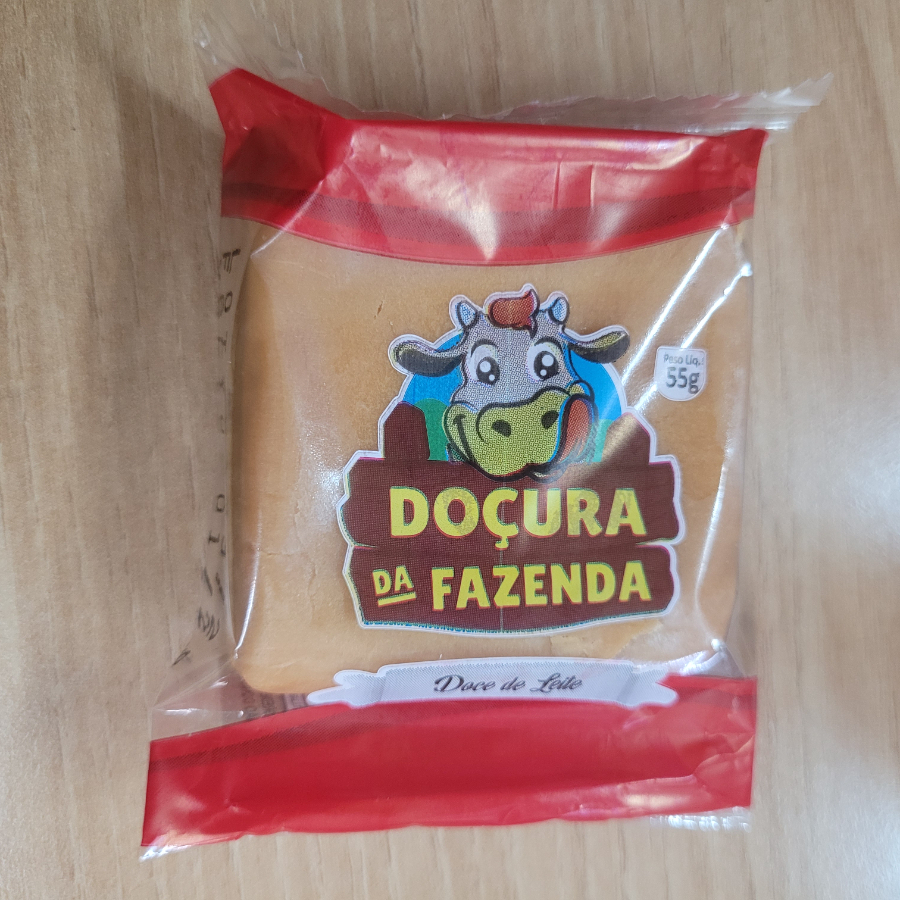 Peso Líq.:
55g
DOÇURA
DA FAZENDA
Doce de Leite